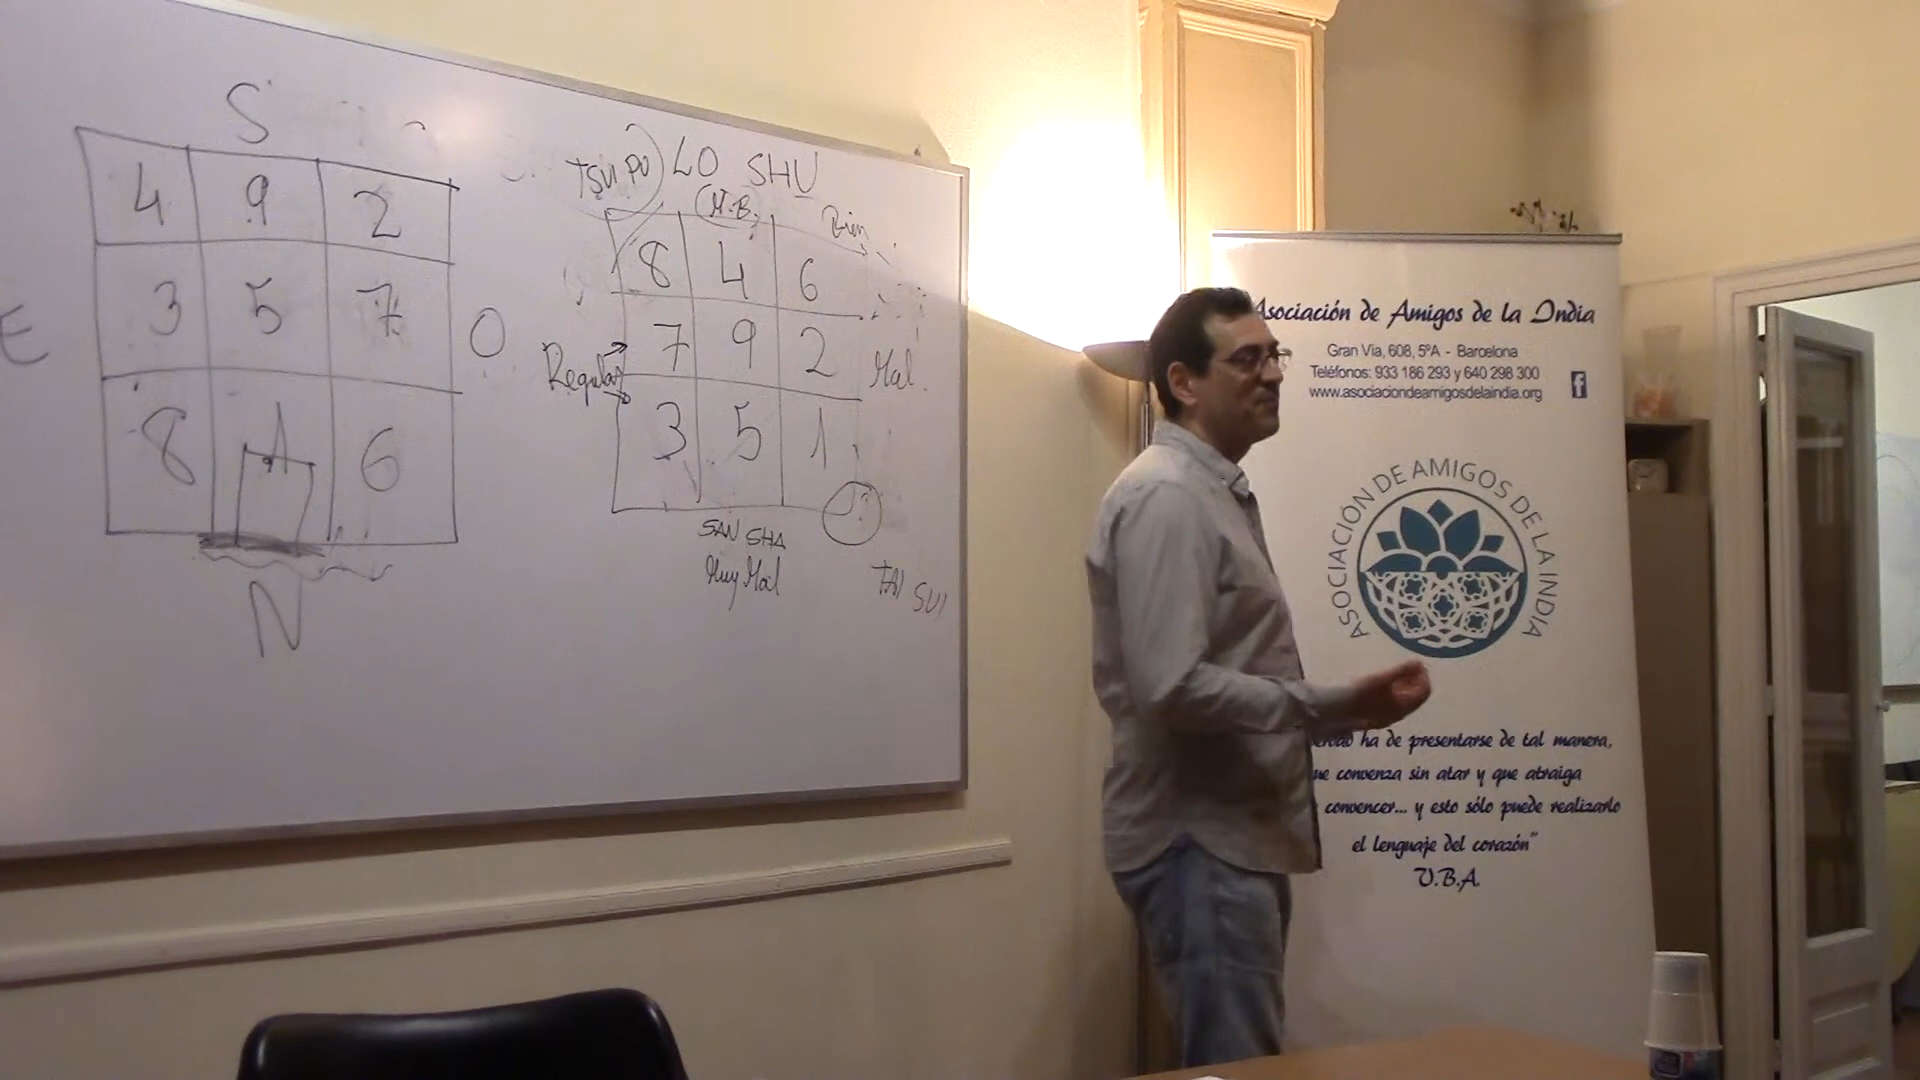 S
4 9 2
3 5 7
8 1 6
E
O
N
TSUI PO
LO SHU
(M.B.)
Bien
8 4 6
7 9 2
3 5 1
Regular
Mal.
SAN SHA
Muy Mal
TAI SUI
Asociación de Amigos de la India
Gran Vía, 608, 5ºA - Barcelona
Teléfonos: 933 186 293 y 640 298 300
www.asociaciondeamigosdelaindia.org
f
ASOCIACIÓN DE AMIGOS DE LA INDIA
ha de presentarse de tal manera,
convenza sin atar y que atraiga
convencer... y esto sólo puede realizarlo
el lenguaje del corazón"
V.B.A.